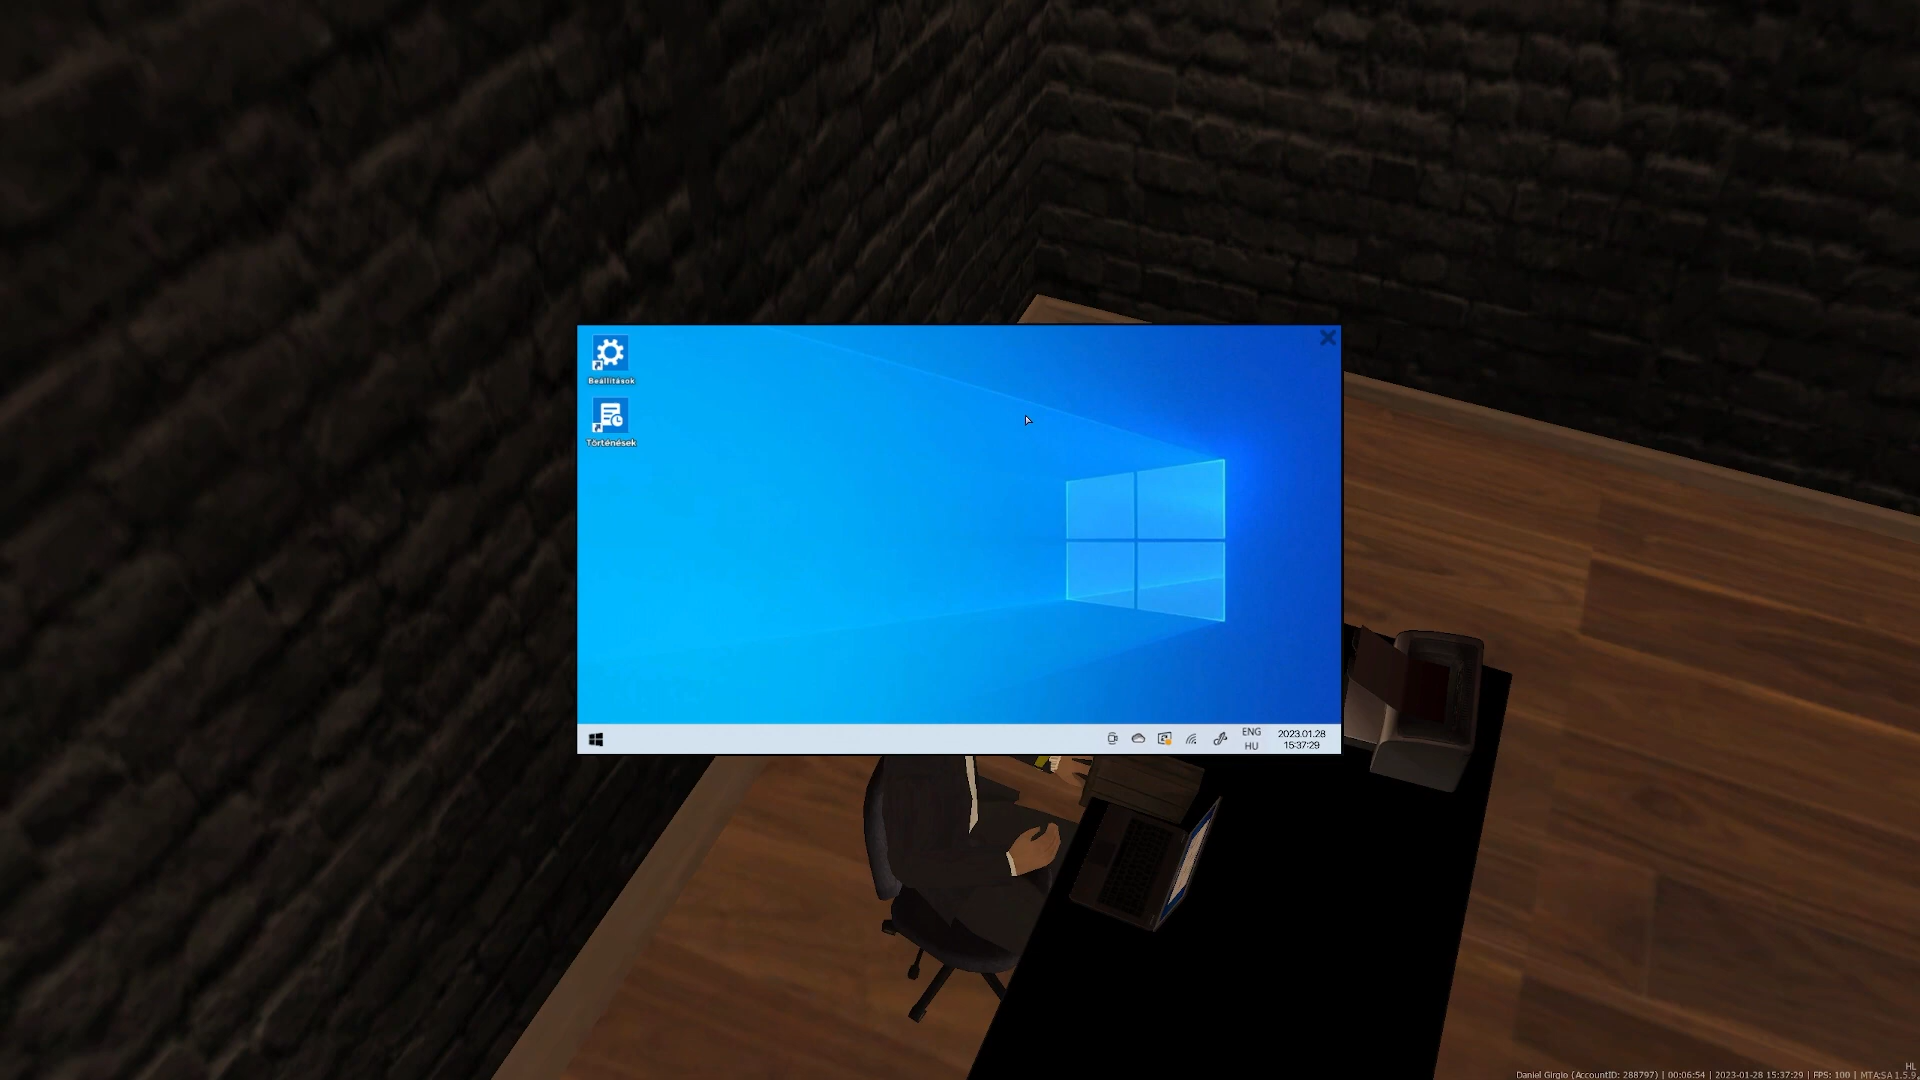 Beállítások
Történések
ENG
HU
2023.01.28
15:37:29
HL
Daniel Girgio (AccountID: 288797) | 00:06:54 | 2023-01-28 15:37:29 | FPS: 100 | MTA:SA 1.5.9